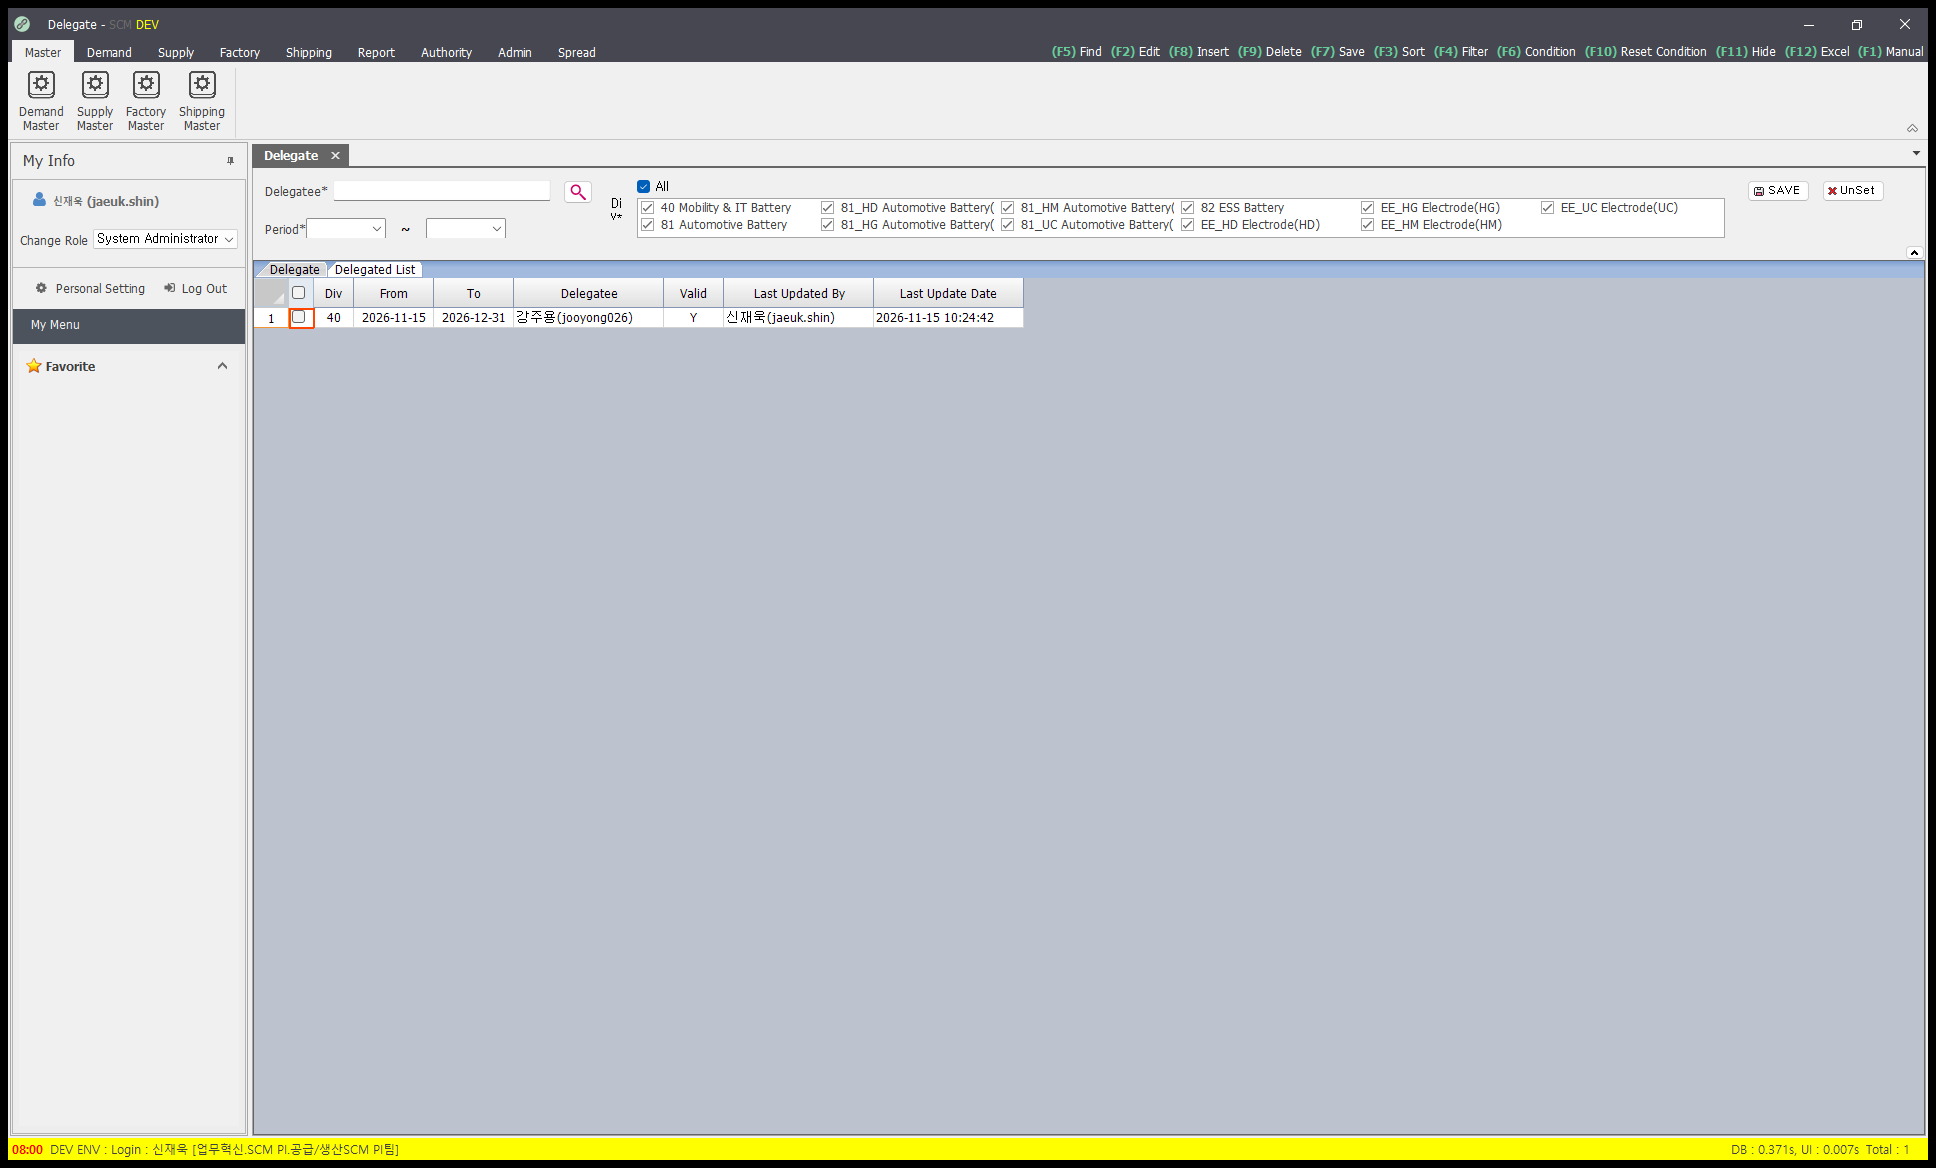 Delegate - SCM DEV
Master Demand Supply Factory Shipping Report Authority Admin Spread (F5) Find (F2) Edit (F8) Insert (F9) Delete (F7) Save (F3) Sort (F4) Filter (F6) Condition (F10) Reset Condition (F11) Hide (F12) Excel (F1) Manual
Demand Master
Supply Master
Factory Master
Shipping Master
My Info
신재욱 (jaeuk.shin)
Change Role System Administrator
Personal Setting Log Out
My Menu
Favorite
Delegate
Delegatee*
Period* ~
Div*
All
40 Mobility & IT Battery 81_HD Automotive Battery( 81_HM Automotive Battery( 82 ESS Battery EE_HG Electrode(HG) EE_UC Electrode(UC)
81 Automotive Battery 81_HG Automotive Battery( 81_UC Automotive Battery( EE_HD Electrode(HD) EE_HM Electrode(HM)
SAVE UnSet
Delegate Delegated List
Div From To Delegatee Valid Last Updated By Last Update Date
1 40 2026-11-15 2026-12-31 강주용(jooyong026) Y 신재욱(jaeuk.shin) 2026-11-15 10:24:42
08:00 DEV ENV : Login : 신재욱 [업무혁신.SCM PI.공급/생산SCM PI팀] DB : 0.371s, UI : 0.007s Total : 1